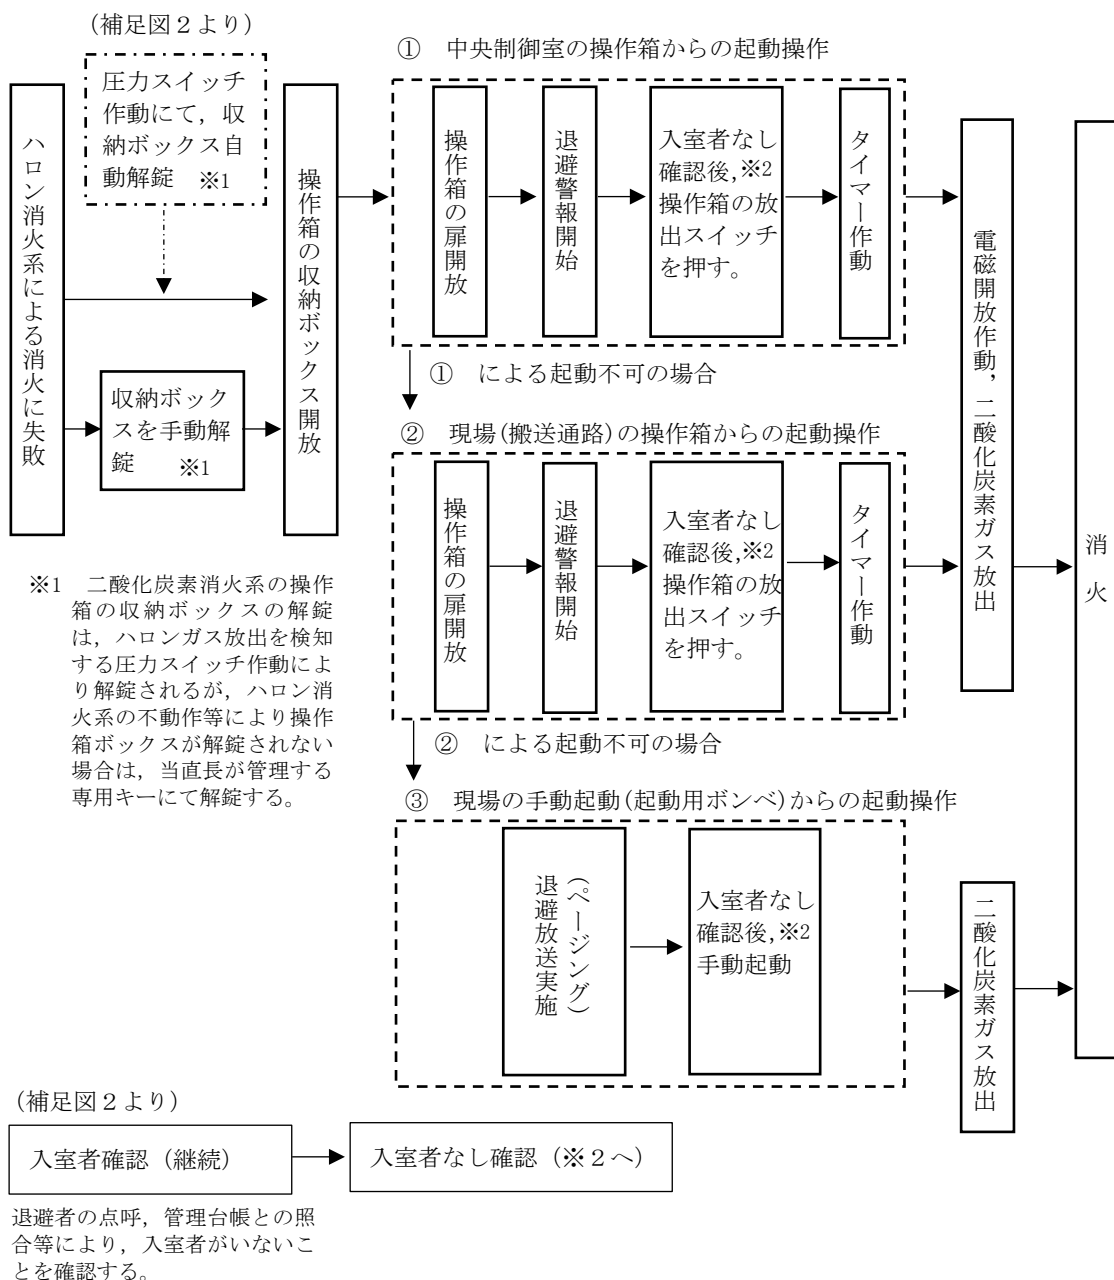 (補足図２より)
圧力スイッチ
作動にて，収
納ボックス自
動解錠　※1
ハロン消火系による消火に失敗
収納ボック
スを手動解
錠　※1
操作箱の収納ボックス開放
①　中央制御室の操作箱からの起動操作
操作箱の扉開放
退避警報開始
入室者なし
確認後,※2
操作箱の放
出スイッチ
を押す。
タイマー作動
①　による起動不可の場合
②　現場(搬送通路)の操作箱からの起動操作
操作箱の扉開放
退避警報開始
入室者なし
確認後,※2
操作箱の放
出スイッチ
を押す。
タイマー作動
②　による起動不可の場合
③　現場の手動起動(起動用ボンベ)からの起動操作
(ページング)
退避放送実施
入室者なし
確認後,※2
手動起動
電磁開放作動，二酸化炭素ガス放出
二酸化炭素ガス放出
消火
※1　二酸化炭素消火系の操作
箱の収納ボックスの解錠
は，ハロンガス放出を検知
する圧力スイッチ作動によ
り解錠されるが，ハロン消
火系の不動作等により操作
箱ボックスが解錠されない
場合は，当直長が管理する
専用キーにて解錠する。
(補足図２より)
入室者確認（継続）
入室者なし確認（※２へ）
退避者の点呼，管理台帳との照
合等により，入室者がいないこ
とを確認する。